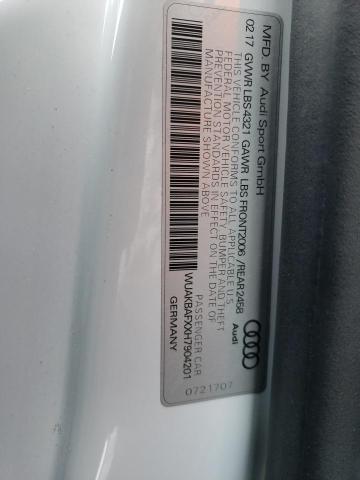 MFD. BY Audi Sport GmbH
02 17 GVWR LBS4321 GAWR LBS FRONT2006 /REAR2458
THIS VEHICLE CONFORMS TO ALL APPLICABLE U.S
FEDERAL MOTOR VEHICLE SAFETY, BUMPER AND THEFT
PREVENTION STANDARDS IN EFFECT ON THE DATE OF
MANUFACTURE SHOWN ABOVE
Audi
WUAKBAFXXH7904201
PASSENGER CAR
GERMANY
0721707